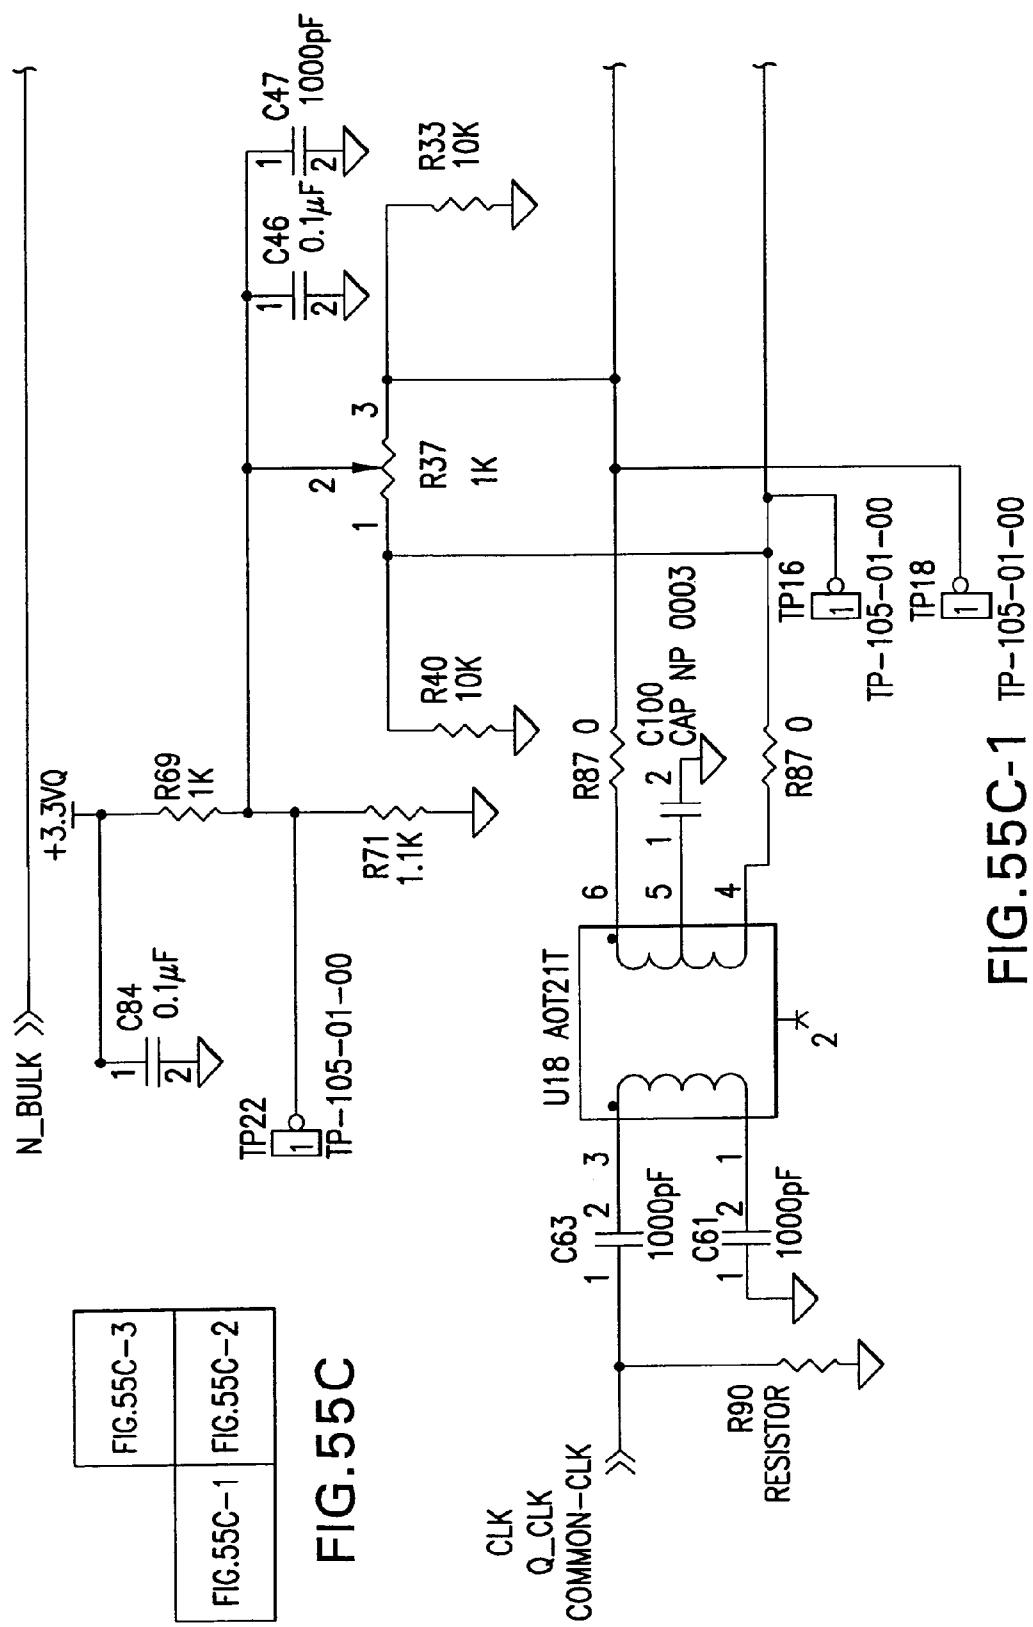 N_BULK
+3.3VQ
C84
0.1µF
1
2
R69
1K
TP22
1
TP-105-01-00
R71
1.1K
C46
0.1µF
1
2
C47
1000pF
1
2
R40
10K
1
2
3
R37
1K
R33
10K
FIG.55C-3
FIG.55C-1
FIG.55C-2
FIG.55C
CLK
Q_CLK
COMMON-CLK
R90
RESISTOR
C63
1
2
1000pF
3
C61
1
2
1000pF
1
U18 AOT21T
2
6
5
4
R87 0
C100
CAP NP 0003
1
2
R87 0
TP16
1
TP-105-01-00
TP18
1
TP-105-01-00
FIG.55C-1